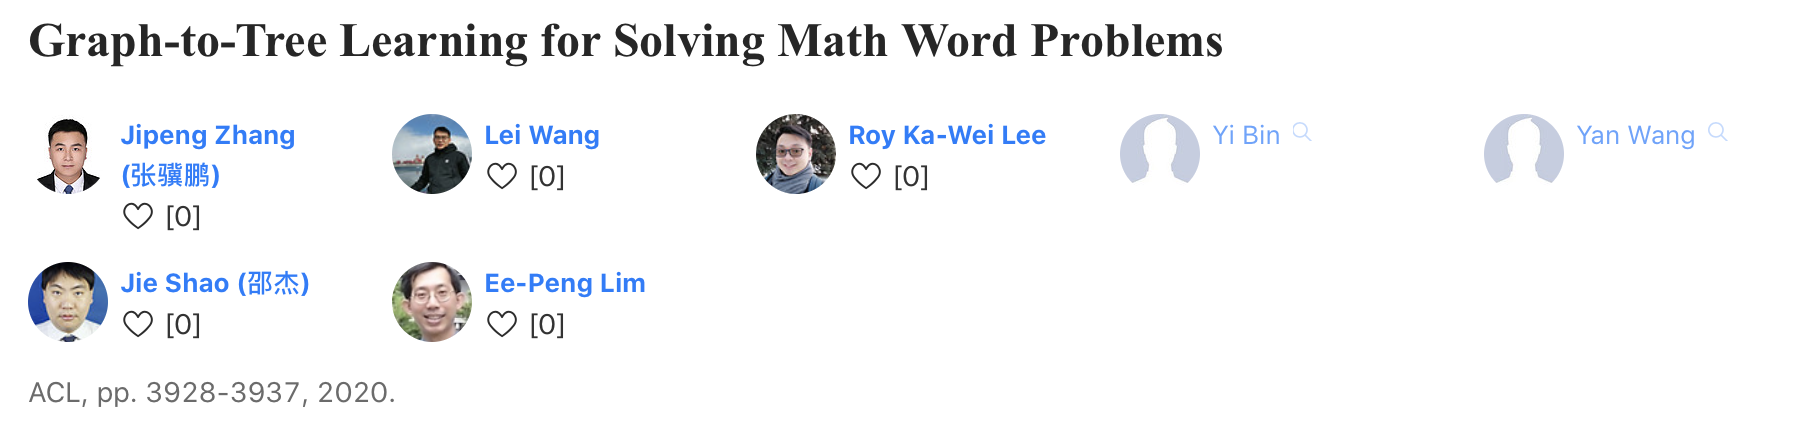 Graph-to-Tree Learning for Solving Math Word Problems
Jipeng Zhang
(张骥鹏)
[0]
Lei Wang
[0]
Roy Ka-Wei Lee
[0]
Yi Bin
Yan Wang
Jie Shao (邵杰)
[0]
Ee-Peng Lim
[0]
ACL, pp. 3928-3937, 2020.